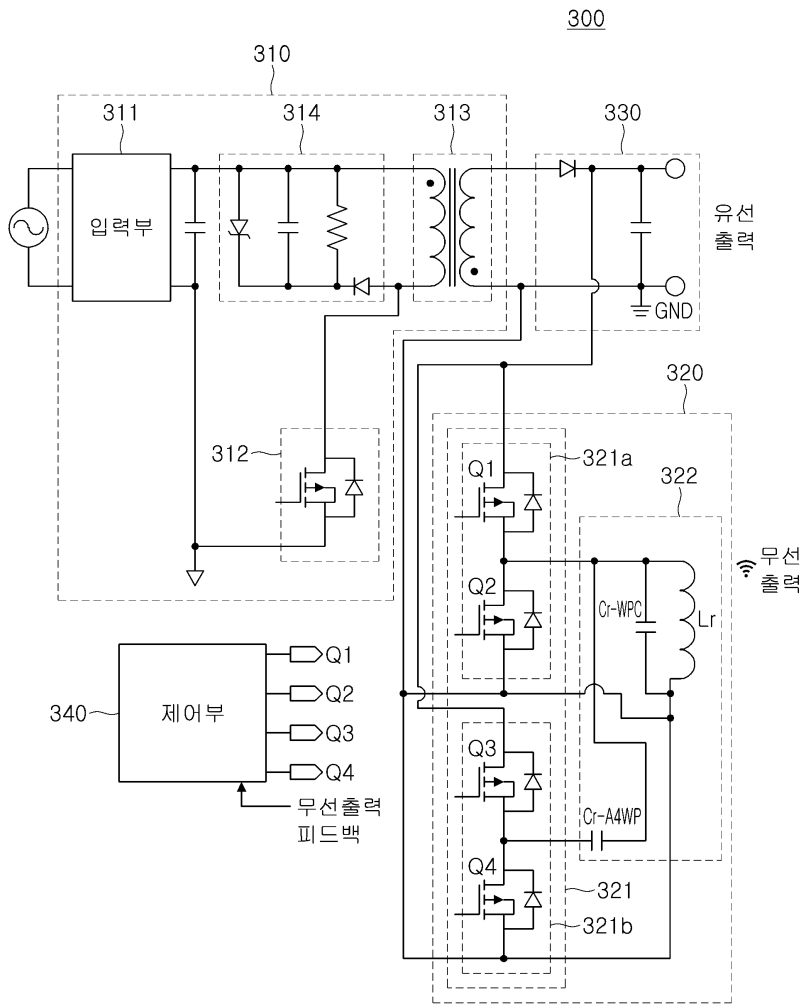 300
310
311
314
313
330
입력부
유선
출력
GND
320
312
321a
Q1
322
무선
출력
Q2
Cr-WPC
Lr
340
제어부
Q1
Q2
Q3
Q4
무선출력
피드백
Q3
Cr-A4WP
Q4
321
321b